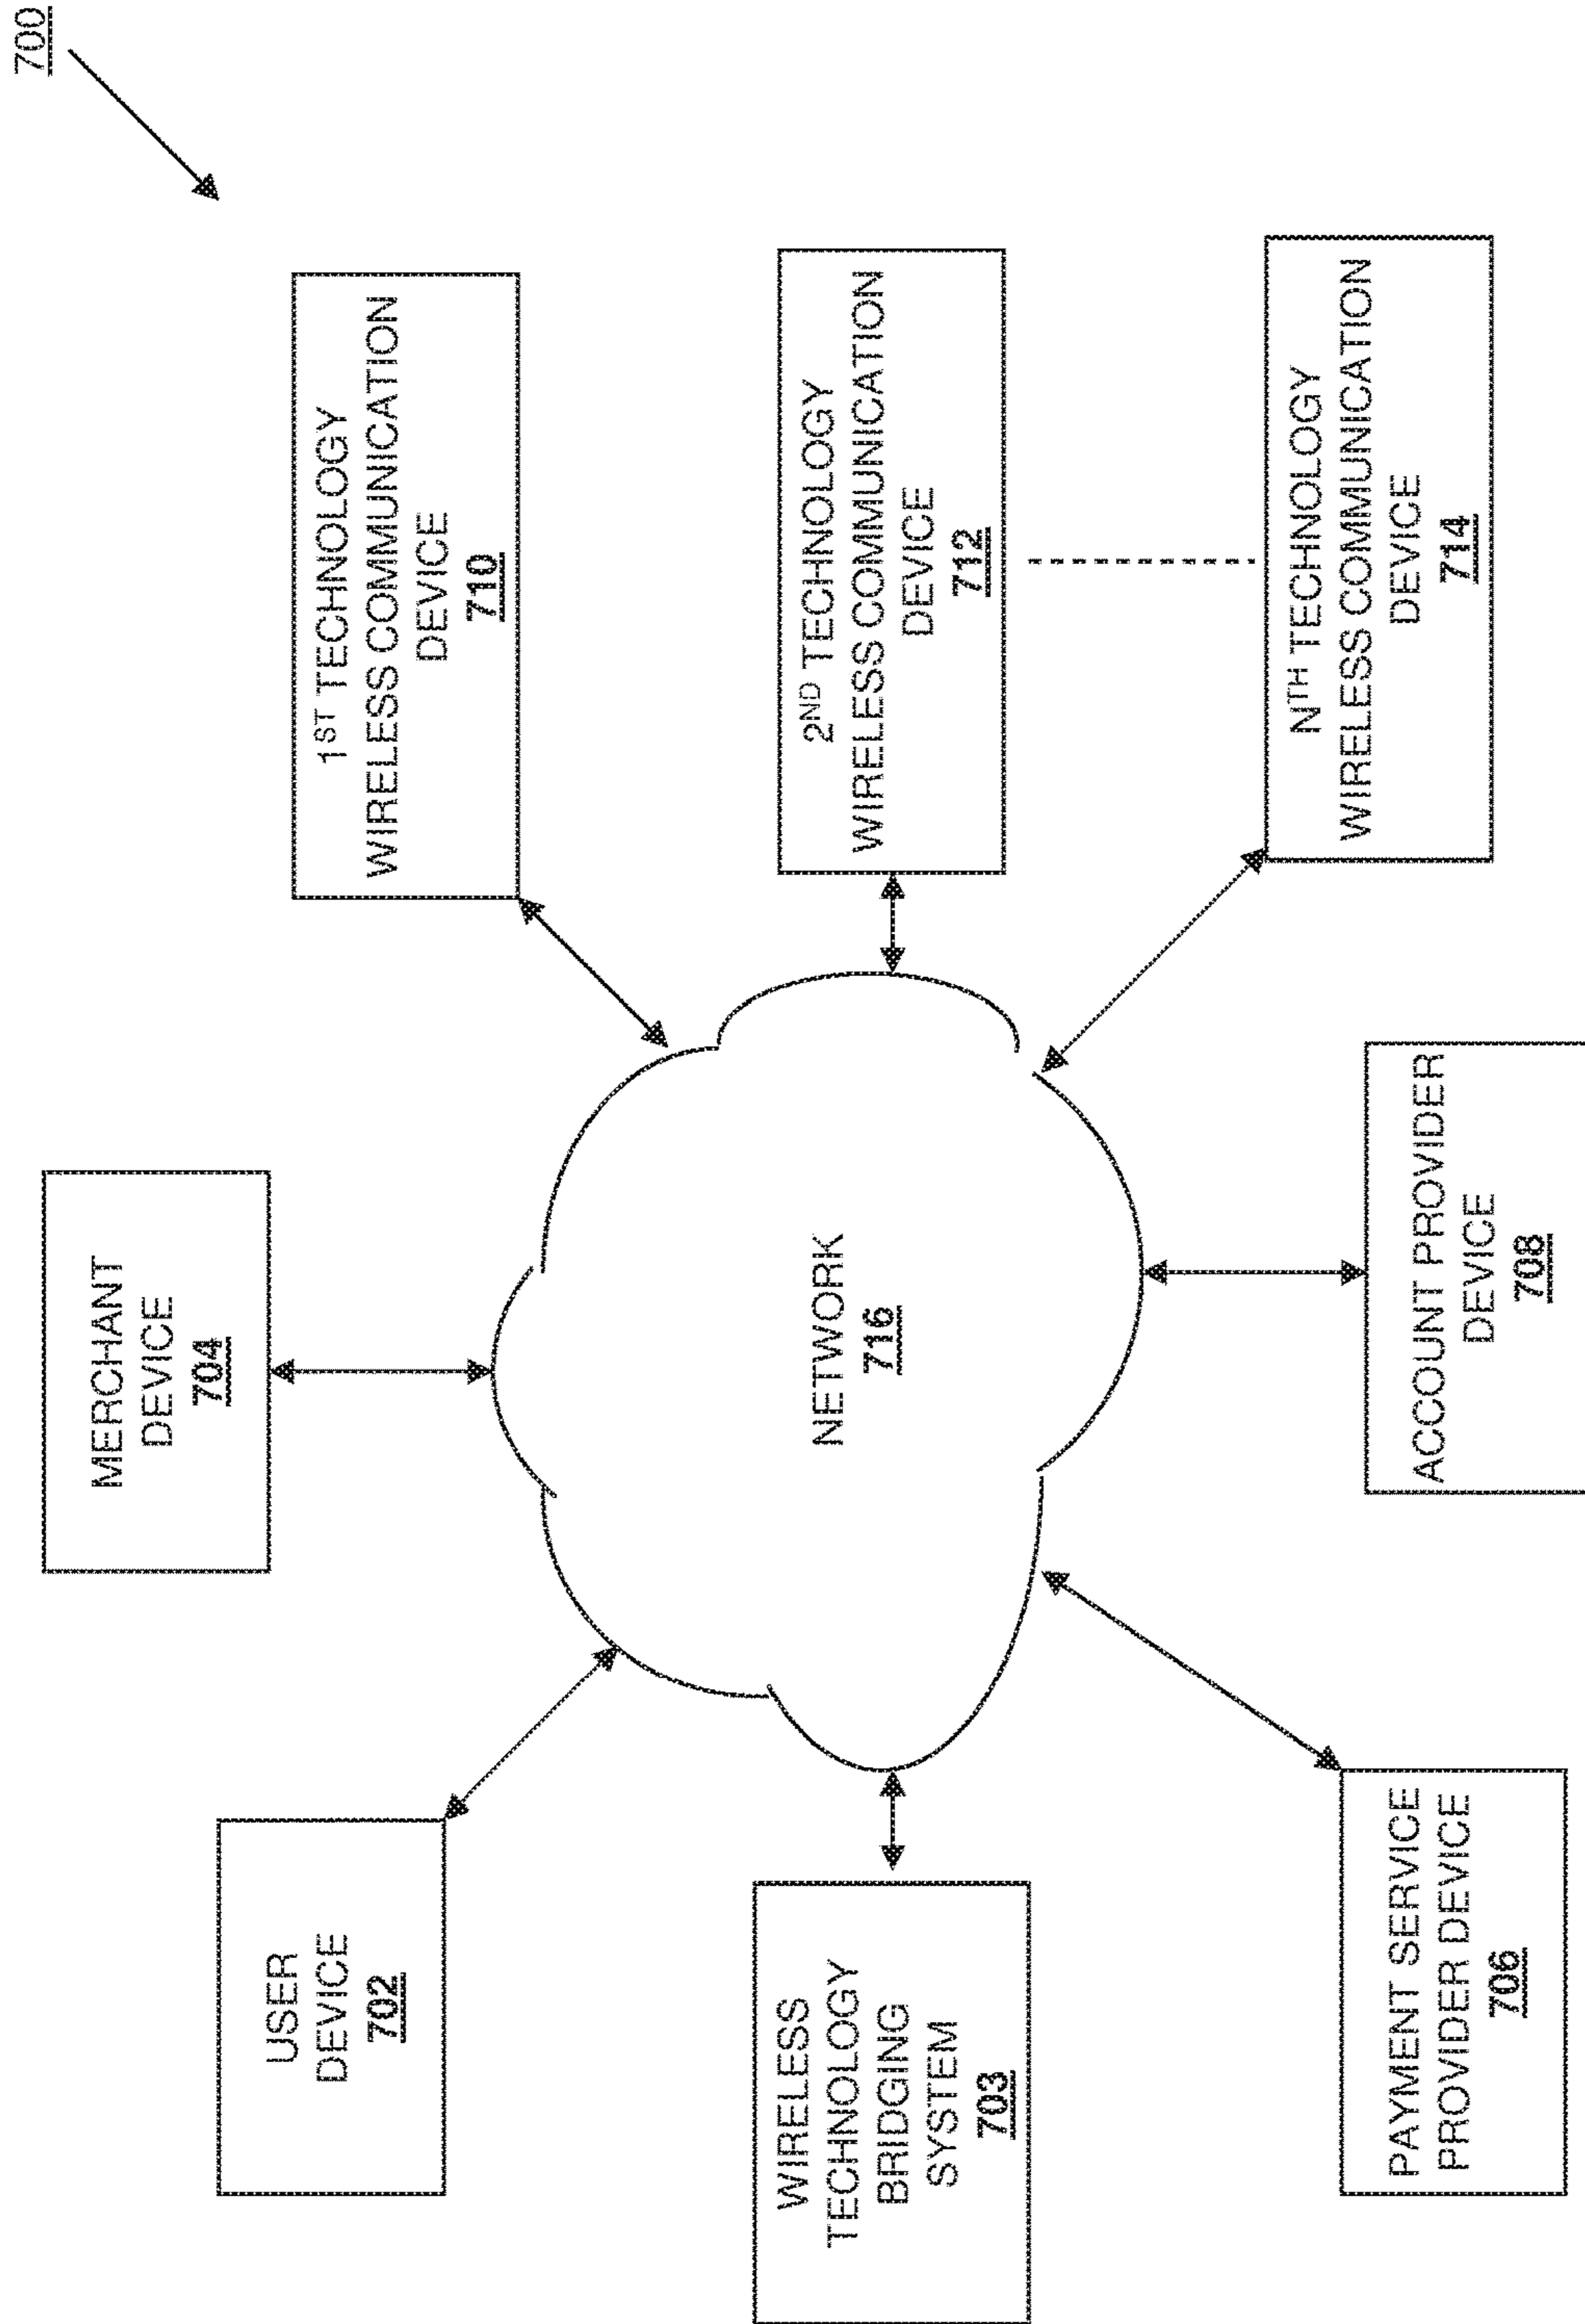 700
USER
DEVICE
702
MERCHANT
DEVICE
704
1ST TECHNOLOGY
WIRELESS COMMUNICATION
DEVICE
710
WIRELESS
TECHNOLOGY
BRIDGING
SYSTEM
703
NETWORK
716
2ND TECHNOLOGY
WIRELESS COMMUNICATION
DEVICE
712
PAYMENT SERVICE
PROVIDER DEVICE
706
ACCOUNT PROVIDER
DEVICE
708
NTH TECHNOLOGY
WIRELESS COMMUNICATION
DEVICE
714